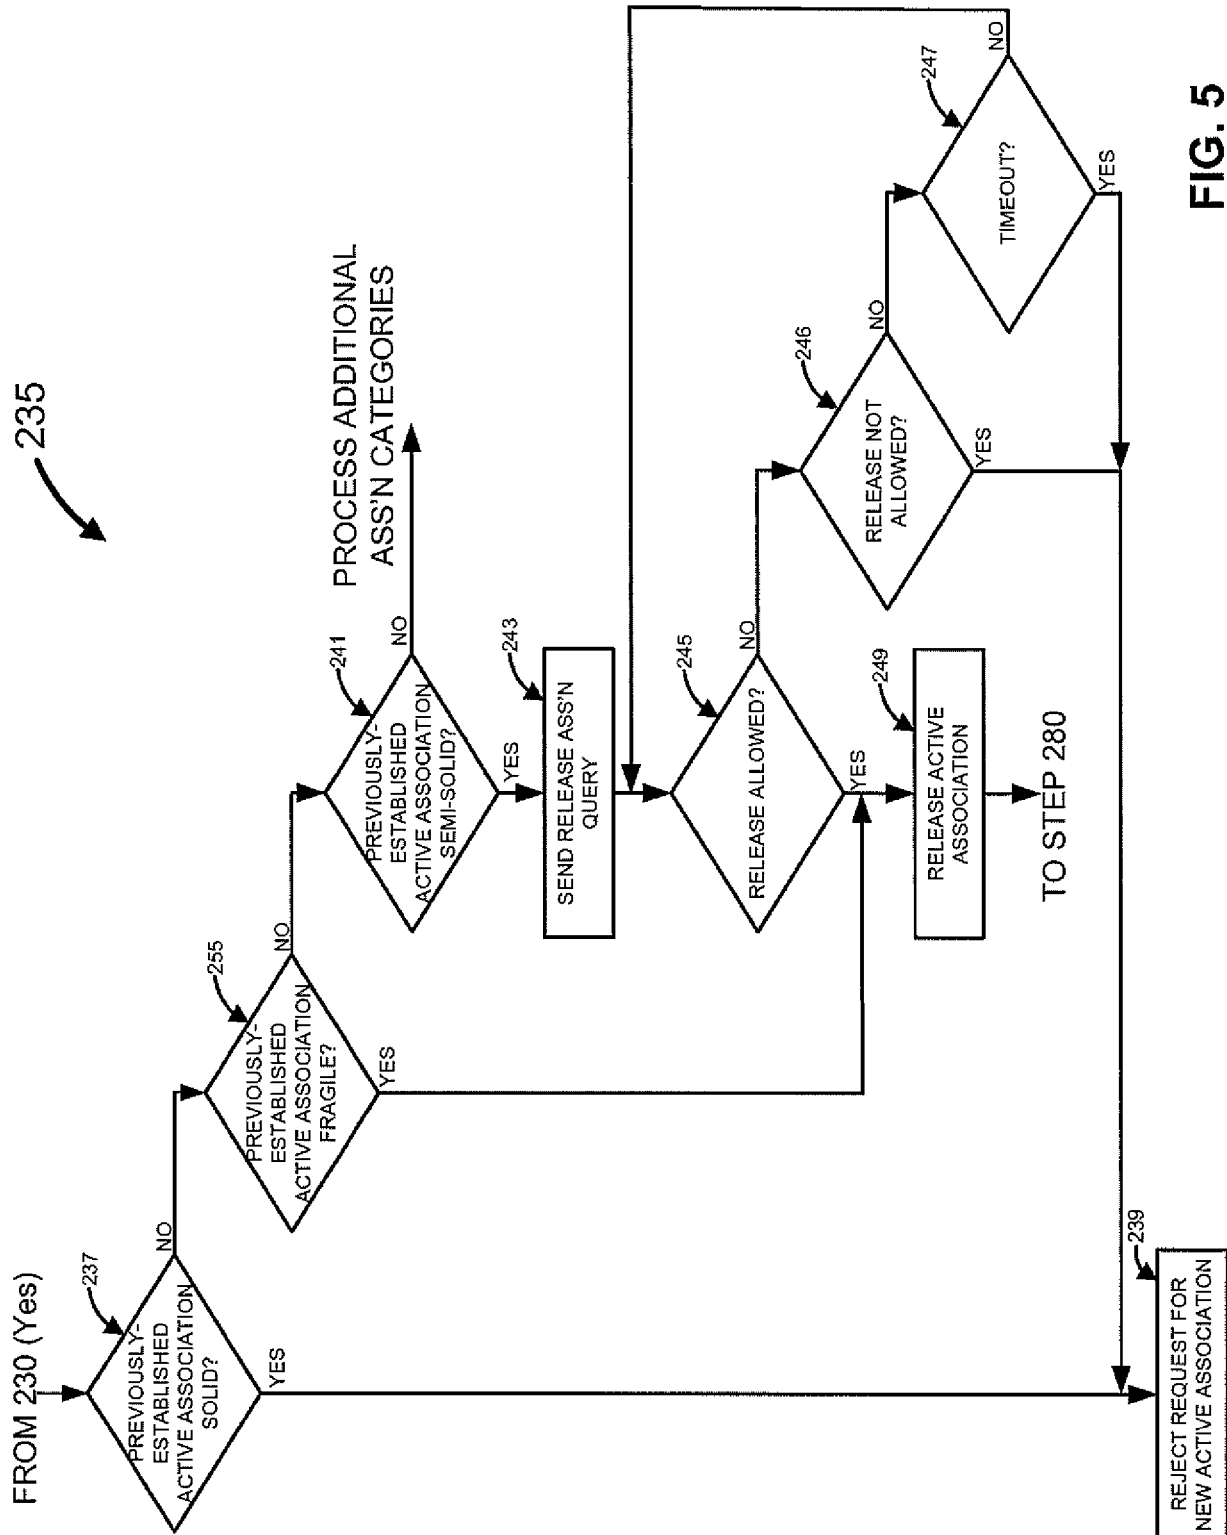 235
FROM 230 (Yes)
237
PREVIOUSLY-
ESTABLISHED
ACTIVE ASSOCIATION
SOLID?
NO
YES
255
PREVIOUSLY-
ESTABLISHED
ACTIVE ASSOCIATION
FRAGILE?
NO
YES
241
PREVIOUSLY-
ESTABLISHED
ACTIVE ASSOCIATION
SEMI-SOLID?
NO
YES
PROCESS ADDITIONAL
ASS'N CATEGORIES
243
SEND RELEASE ASS'N
QUERY
245
RELEASE ALLOWED?
NO
YES
246
RELEASE NOT
ALLOWED?
NO
YES
247
TIMEOUT?
NO
YES
249
RELEASE ACTIVE
ASSOCIATION
TO STEP 280
239
REJECT REQUEST FOR
NEW ACTIVE ASSOCIATION
FIG. 5